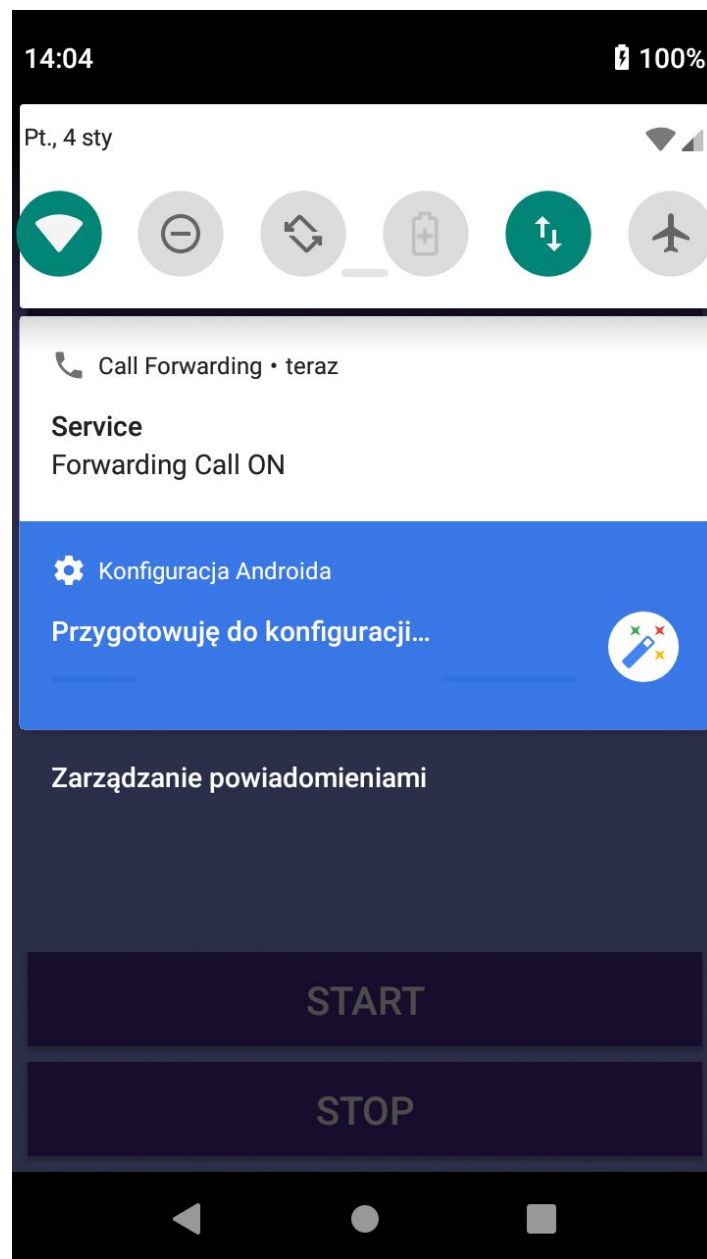 14:04
100%
Pt., 4 sty
Call Forwarding • teraz
Service
Forwarding Call ON
Konfiguracja Androida
Przygotowuję do konfiguracji…
Zarządzanie powiadomieniami
START
STOP